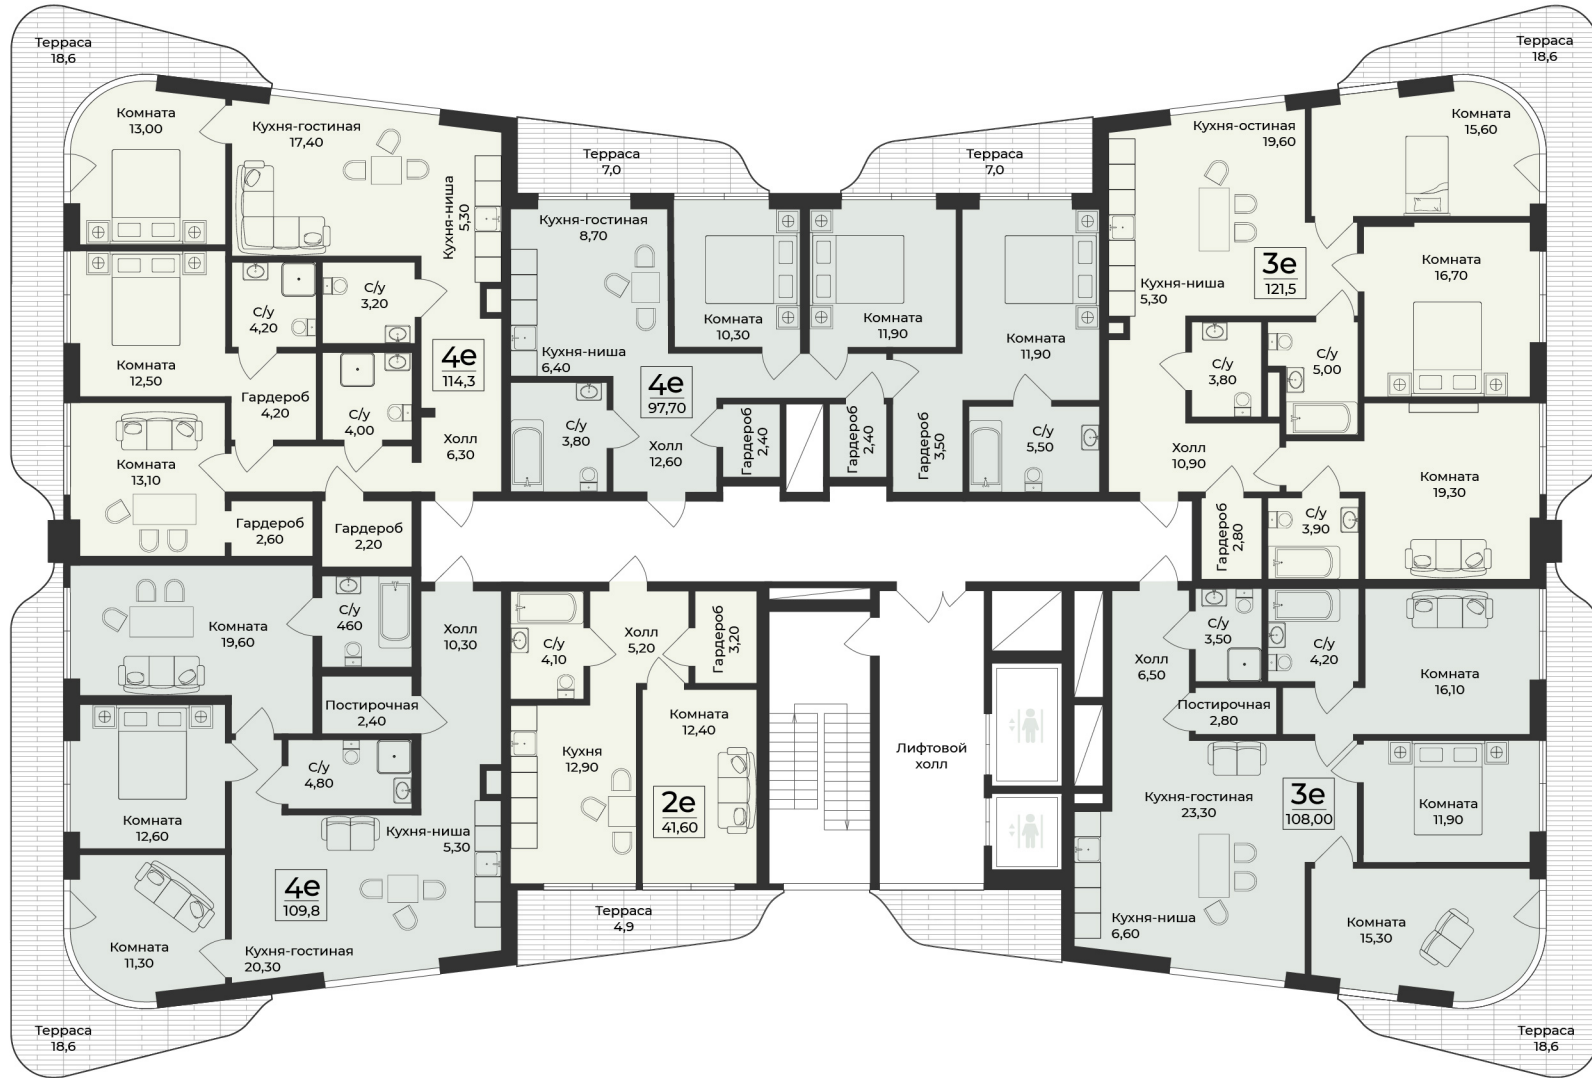 Терраса
18,6
Комната
13,00
Кухня-гостиная
17,40
Кухня-ниша
5,30
С/у
4,20
С/у
3,20
Комната
12,50
Гардероб
4,20
С/у
4,00
4е
114,3
Холл
6,30
Комната
13,10
Гардероб
2,60
Гардероб
2,20
Терраса
7,0
Кухня-гостиная
8,70
Комната
10,30
Кухня-ниша
6,40
4е
97,70
С/у
3,80
Холл
12,60
Гардероб
2,40
Терраса
7,0
Комната
11,90
Комната
11,90
Гардероб
2,40
Гардероб
3,50
С/у
5,50
Терраса
18,6
Кухня-остиная
19,60
Комната
15,60
3е
121,5
Комната
16,70
Кухня-ниша
5,30
С/у
3,80
С/у
5,00
Холл
10,90
Комната
19,30
Гардероб
2,80
С/у
3,90
Комната
19,60
С/у
460
Холл
10,30
Постирочная
2,40
С/у
4,80
Комната
12,60
Кухня-ниша
5,30
4е
109,8
Комната
11,30
Кухня-гостиная
20,30
Терраса
18,6
С/у
4,10
Холл
5,20
Гардероб
3,20
Комната
12,40
Кухня
12,90
2е
41,60
Терраса
4,9
Лифтовой
холл
С/у
3,50
С/у
4,20
Холл
6,50
Комната
16,10
Постирочная
2,80
Кухня-гостиная
23,30
3е
108,00
Комната
11,90
Кухня-ниша
6,60
Комната
15,30
Терраса
18,6